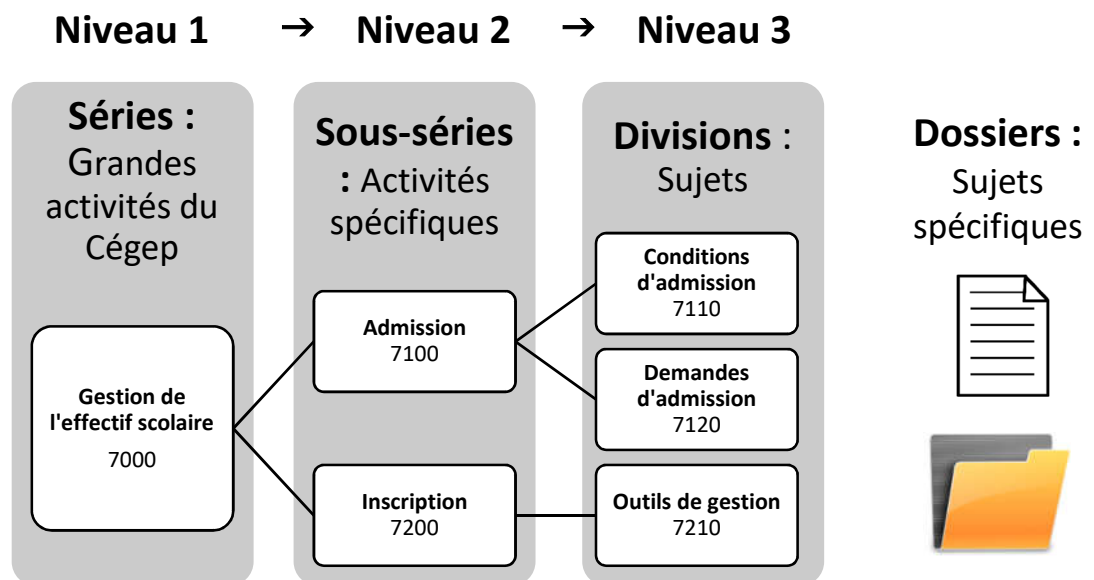 Niveau 1 → Niveau 2 → Niveau 3
Séries :
Grandes
activités du
Cégep
Sous-séries
: Activités
spécifiques
Divisions :
Sujets
Dossiers :
Sujets
spécifiques
Gestion de
l'effectif scolaire
7000
Admission
7100
Inscription
7200
Conditions
d'admission
7110
Demandes
d'admission
7120
Outils de gestion
7210